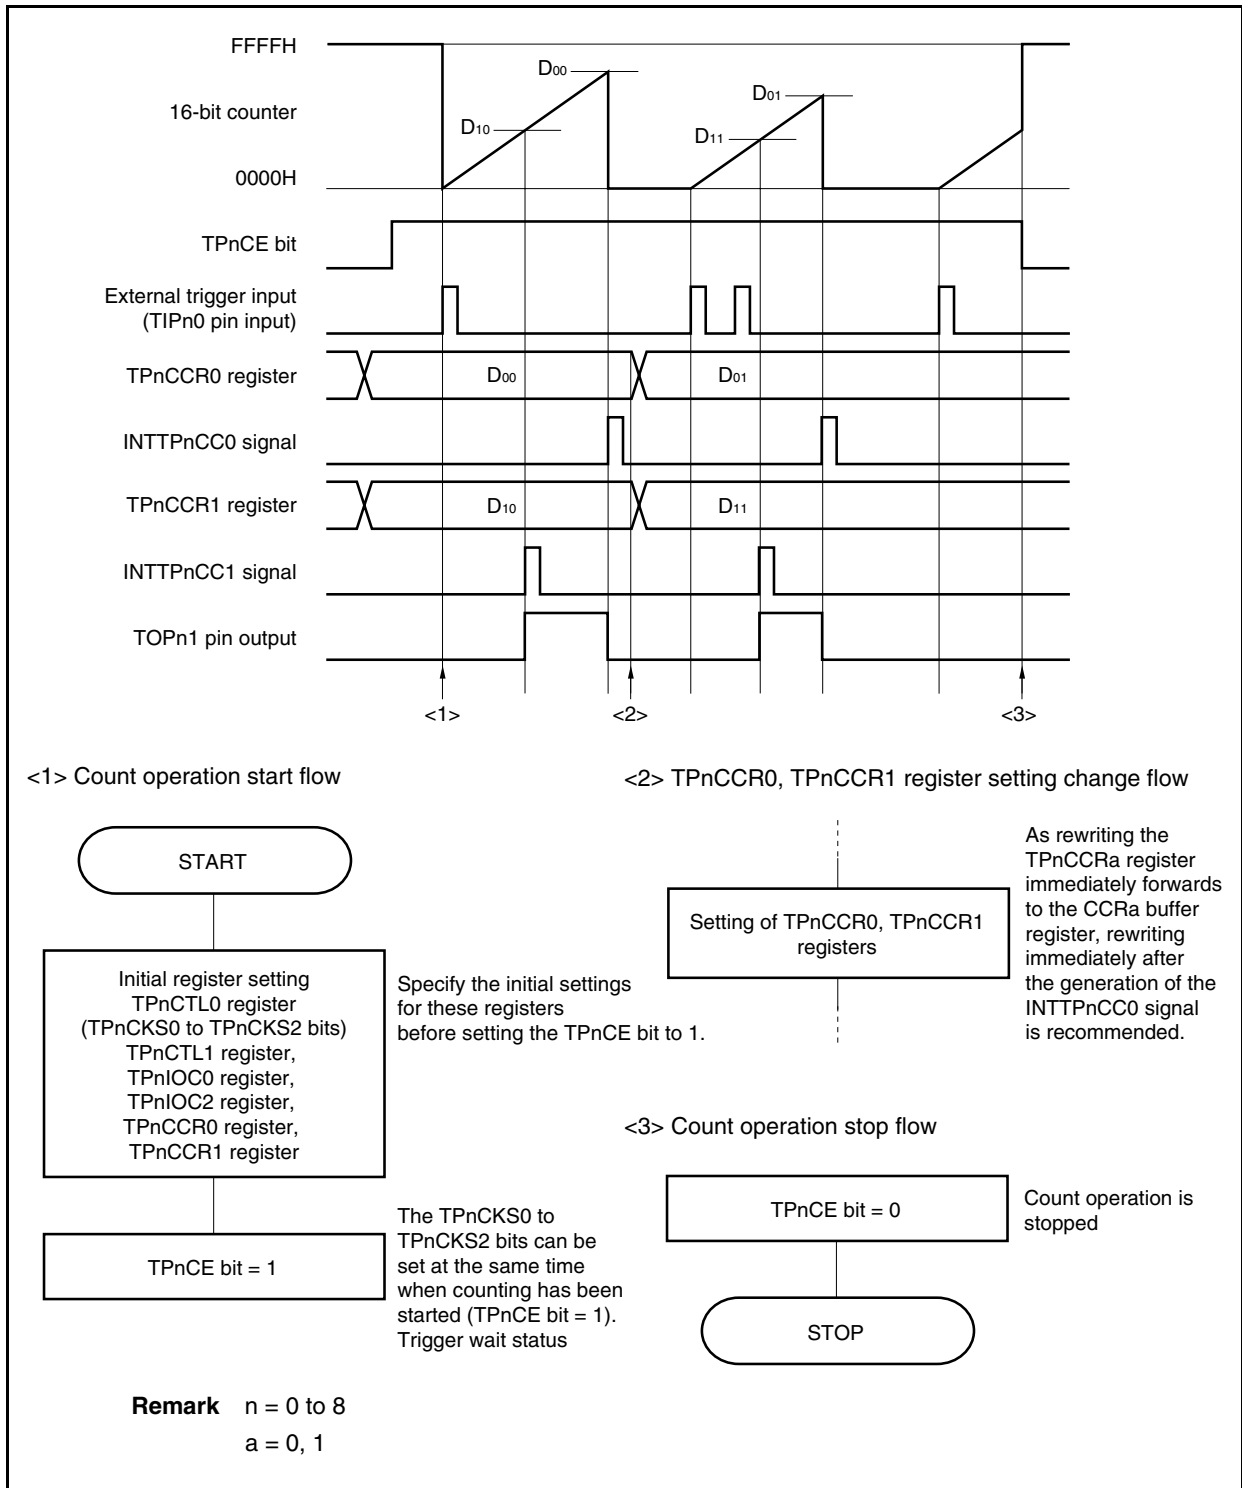 FFFFH
D00
D01
16-bit counter
D10
D11
0000H
TPnCE bit
External trigger input
(TIPn0 pin input)
TPnCCR0 register
D00
D01
INTTPnCC0 signal
TPnCCR1 register
D10
D11
INTTPnCC1 signal
TOPn1 pin output
<1>
<2>
<3>
<1> Count operation start flow
START
Initial register setting
TPnCTL0 register
(TPnCKS0 to TPnCKS2 bits)
TPnCTL1 register,
TPnIOC0 register,
TPnIOC2 register,
TPnCCR0 register,
TPnCCR1 register
Specify the initial settings
for these registers
before setting the TPnCE bit to 1.
TPnCE bit = 1
The TPnCKS0 to
TPnCKS2 bits can be
set at the same time
when counting has been
started (TPnCE bit = 1).
Trigger wait status
<2> TPnCCR0, TPnCCR1 register setting change flow
Setting of TPnCCR0, TPnCCR1
registers
As rewriting the
TPnCCRa register
immediately forwards
to the CCRa buffer
register, rewriting
immediately after
the generation of the
INTTPnCC0 signal
is recommended.
<3> Count operation stop flow
TPnCE bit = 0
Count operation is
stopped
STOP
Remark n = 0 to 8
a = 0, 1